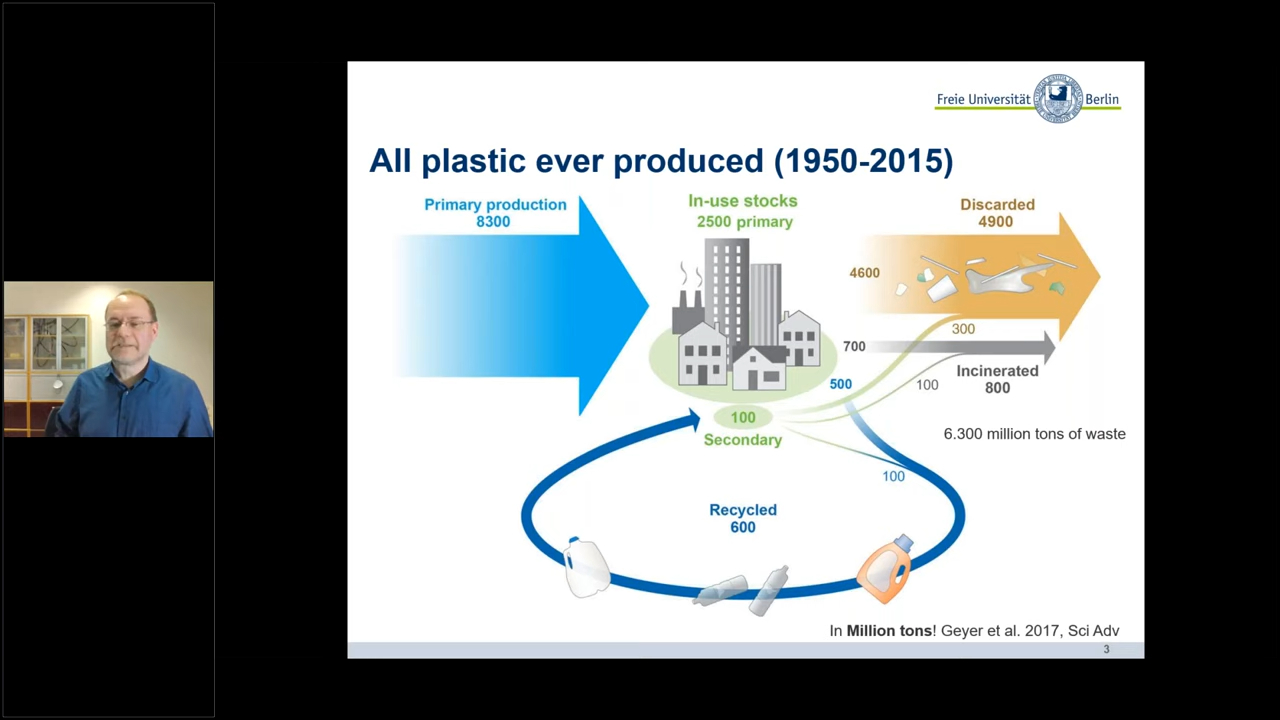 Freie Universität Berlin
All plastic ever produced (1950-2015)
Primary production
8300
In-use stocks
2500 primary
Discarded
4900
4600
300
700
Incinerated
800
500
100
100
Secondary
6.300 million tons of waste
100
Recycled
600
In Million tons! Geyer et al. 2017, Sci Adv
3